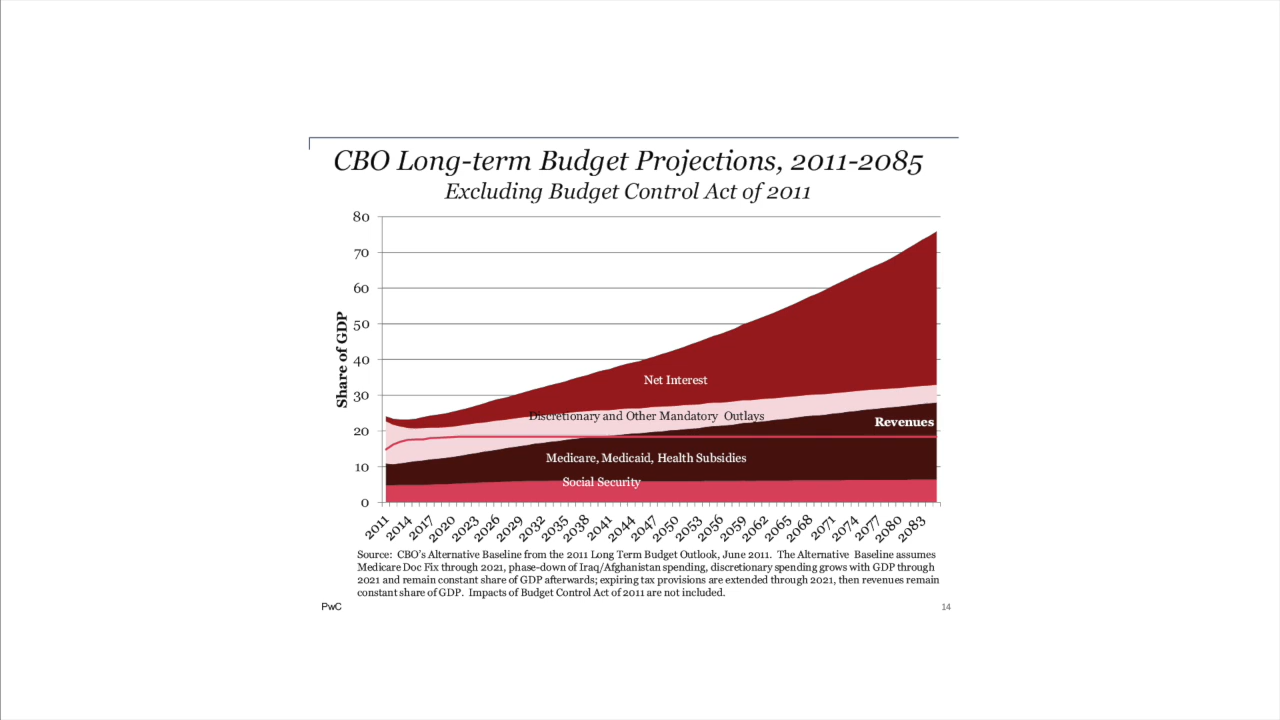 CBO Long-term Budget Projections, 2011-2085
Excluding Budget Control Act of 2011
Share of GDP
80
70
60
50
40
30
20
10
0
Net Interest
Discretionary and Other Mandatory Outlays
Revenues
Medicare, Medicaid, Health Subsidies
Social Security
2011 2014 2017 2020 2023 2026 2029 2032 2035 2038 2041 2044 2047 2050 2053 2056 2059 2062 2065 2068 2071 2074 2077 2080 2083
Source: CBO's Alternative Baseline from the 2011 Long Term Budget Outlook, June 2011. The Alternative Baseline assumes
Medicare Doc Fix through 2021, phase-down of Iraq/Afghanistan spending, discretionary spending grows with GDP through
2021 and remain constant share of GDP afterwards; expiring tax provisions are extended through 2021, then revenues remain
constant share of GDP. Impacts of Budget Control Act of 2011 are not included.
PwC
14